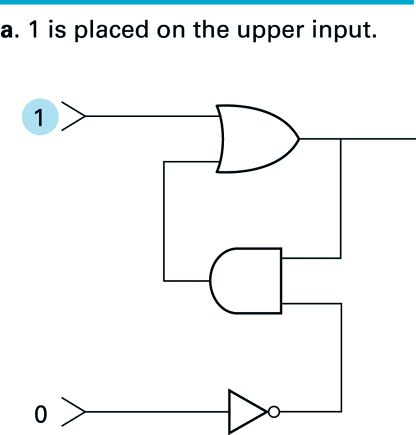 a. 1 is placed on the upper input.
1
0